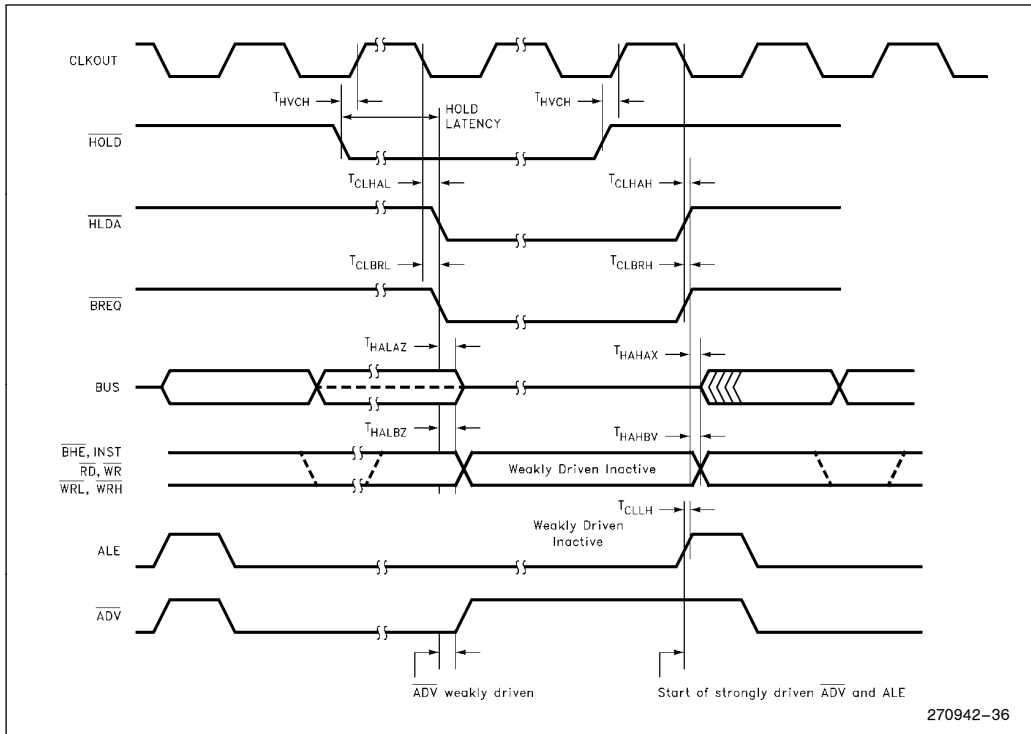 CLKOUT
THVCH
THVCH
HOLD
LATENCY
HOLD
TCLHAL
TCLHAH
HLDA
TCLBRL
TCLBRH
BREQ
THALAZ
THAHAX
BUS
THALBZ
THAHBV
BHE, INST
RD, WR
WRL, WRH
Weakly Driven Inactive
TCLLH
Weakly Driven
Inactive
ALE
ADV
ADV weakly driven
Start of strongly driven ADV and ALE
270942–36